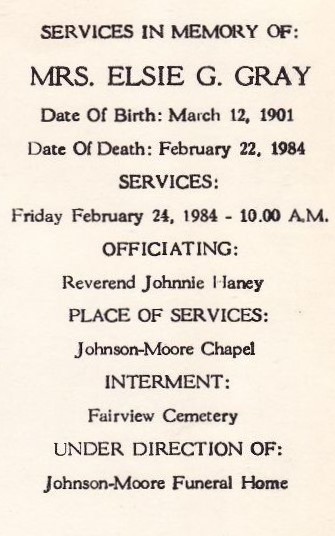 SERVICES IN MEMORY OF:
MRS. ELSIE G. GRAY
Date Of Birth: March 12, 1901
Date Of Death: February 22, 1984
SERVICES:
Friday February 24, 1984 - 10.00 A.M.
OFFICIATING:
Reverend Johnnie Haney
PLACE OF SERVICES:
Johnson-Moore Chapel
INTERMENT:
Fairview Cemetery
UNDER DIRECTION OF:
Johnson-Moore Funeral Home